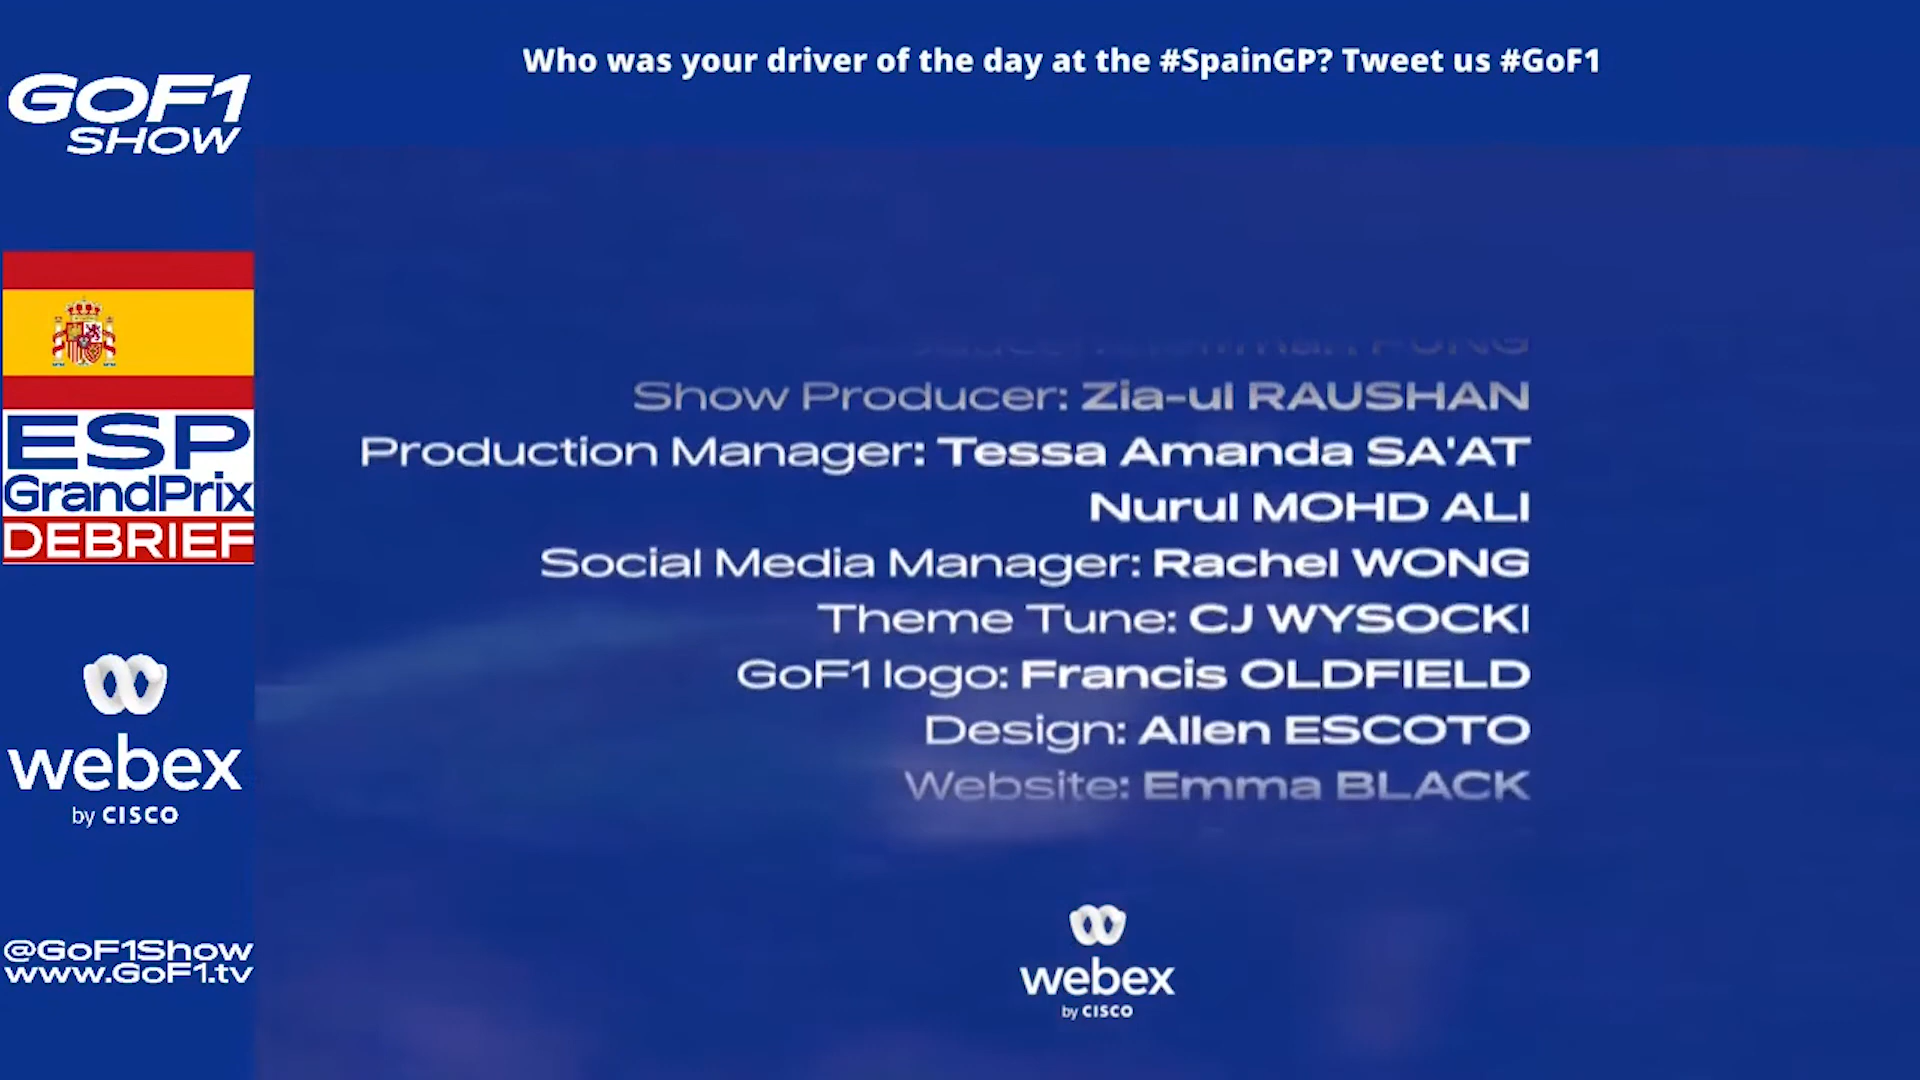 Who was your driver of the day at the #SpainGP? Tweet us #GoF1
GOF1
SHOW
ESP
GrandPrix
DEBRIEF
webex
by CISCO
@GoF1Show
www.GoF1.tv
FUNG
Show Producer: Zia-ul RAUSHAN
Production Manager: Tessa Amanda SA'AT
Nurul MOHD ALI
Social Media Manager: Rachel WONG
Theme Tune: CJ WYSOCKI
GoF1 logo: Francis OLDFIELD
Design: Allen ESCOTO
Website: Emma BLACK
webex
by CISCO